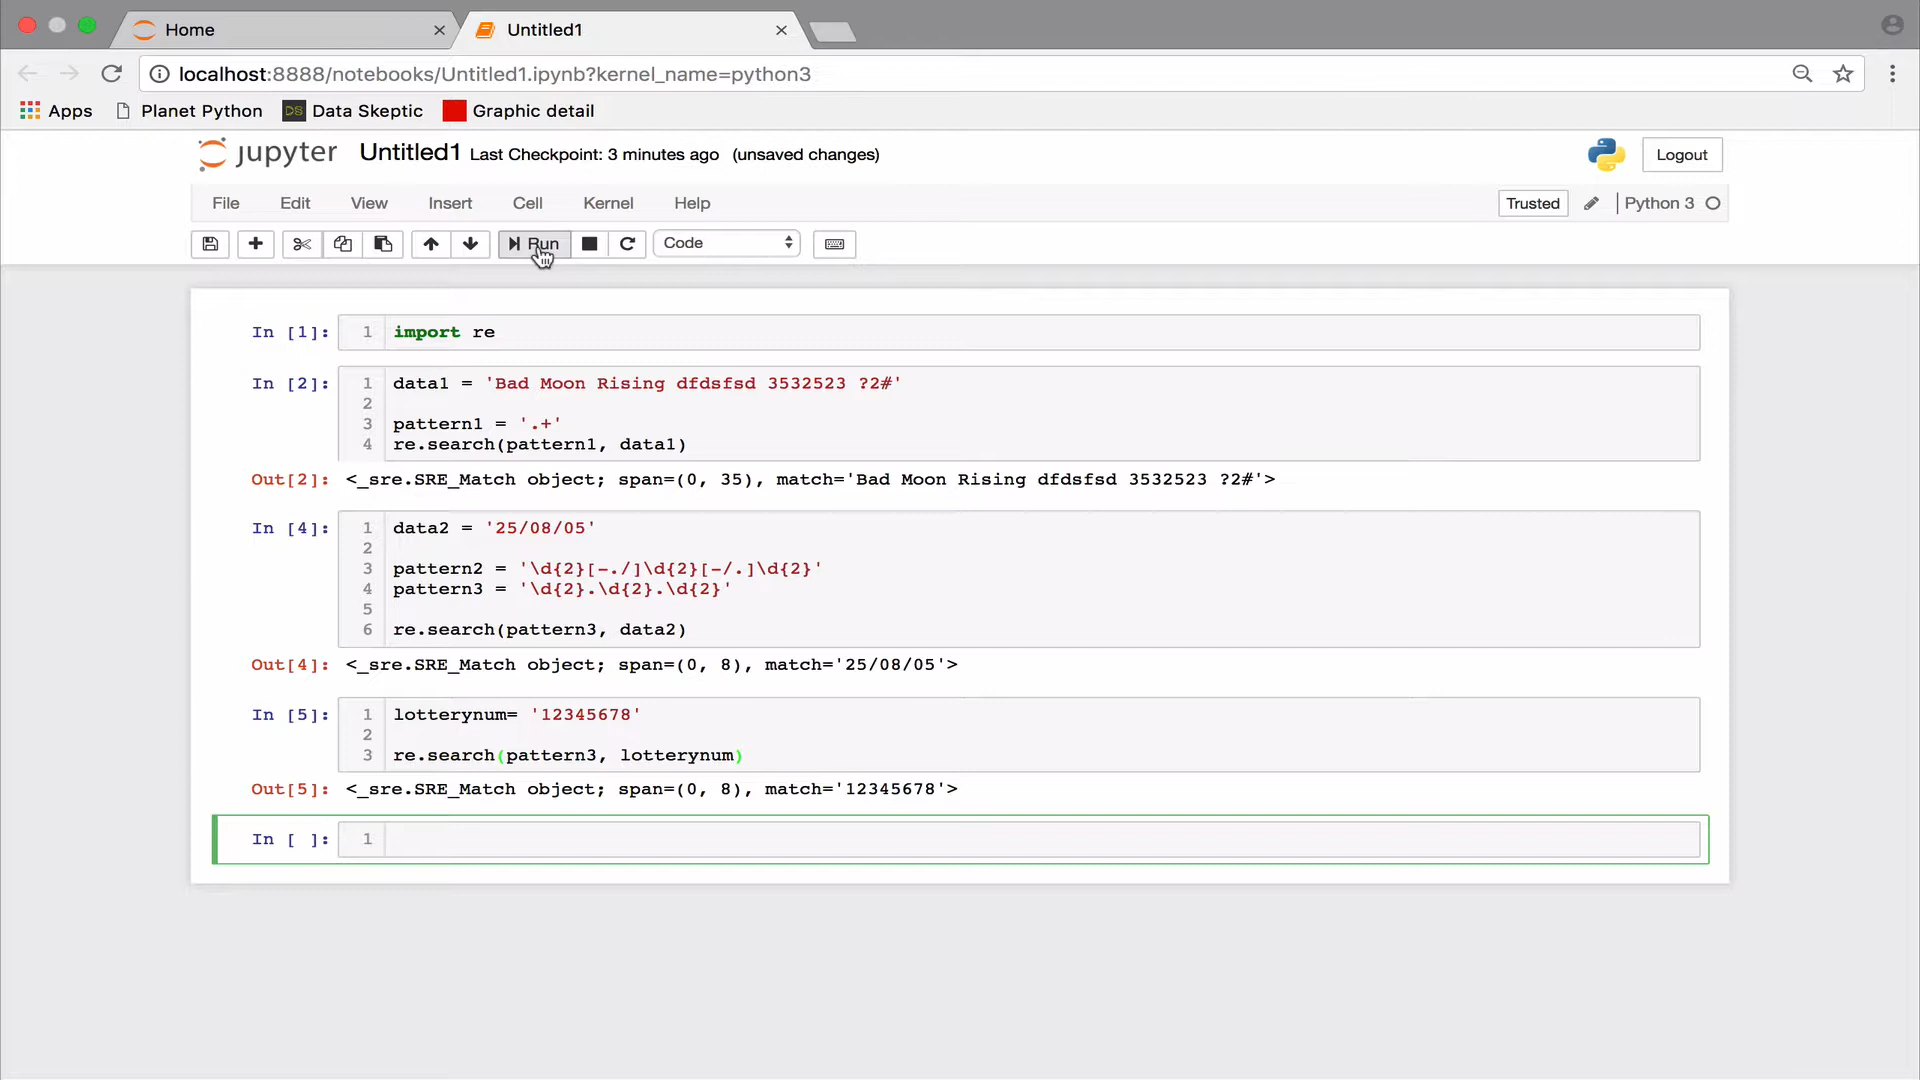 Home
Untitled1
localhost:8888/notebooks/Untitled1.ipynb?kernel_name=python3
Apps
Planet Python
DS Data Skeptic
Graphic detail
jupyter Untitled1 Last Checkpoint: 3 minutes ago (unsaved changes)
Logout
File Edit View Insert Cell Kernel Help
Trusted
Python 3
Run
Code
In [1]:
1 import re
In [2]:
1 data1 = 'Bad Moon Rising dfdsfsd 3532523 ?2#'
2
3 pattern1 = '.+'
4 re.search(pattern1, data1)
Out[2]: <_sre.SRE_Match object; span=(0, 35), match='Bad Moon Rising dfdsfsd 3532523 ?2#'>
In [4]:
1 data2 = '25/08/05'
2
3 pattern2 = '\d{2}[-./]\d{2}[-/.]\d{2}'
4 pattern3 = '\d{2}.\d{2}.\d{2}'
5
6 re.search(pattern3, data2)
Out[4]: <_sre.SRE_Match object; span=(0, 8), match='25/08/05'>
In [5]:
1 lotterynum= '12345678'
2
3 re.search(pattern3, lotterynum)
Out[5]: <_sre.SRE_Match object; span=(0, 8), match='12345678'>
In [ ]:
1